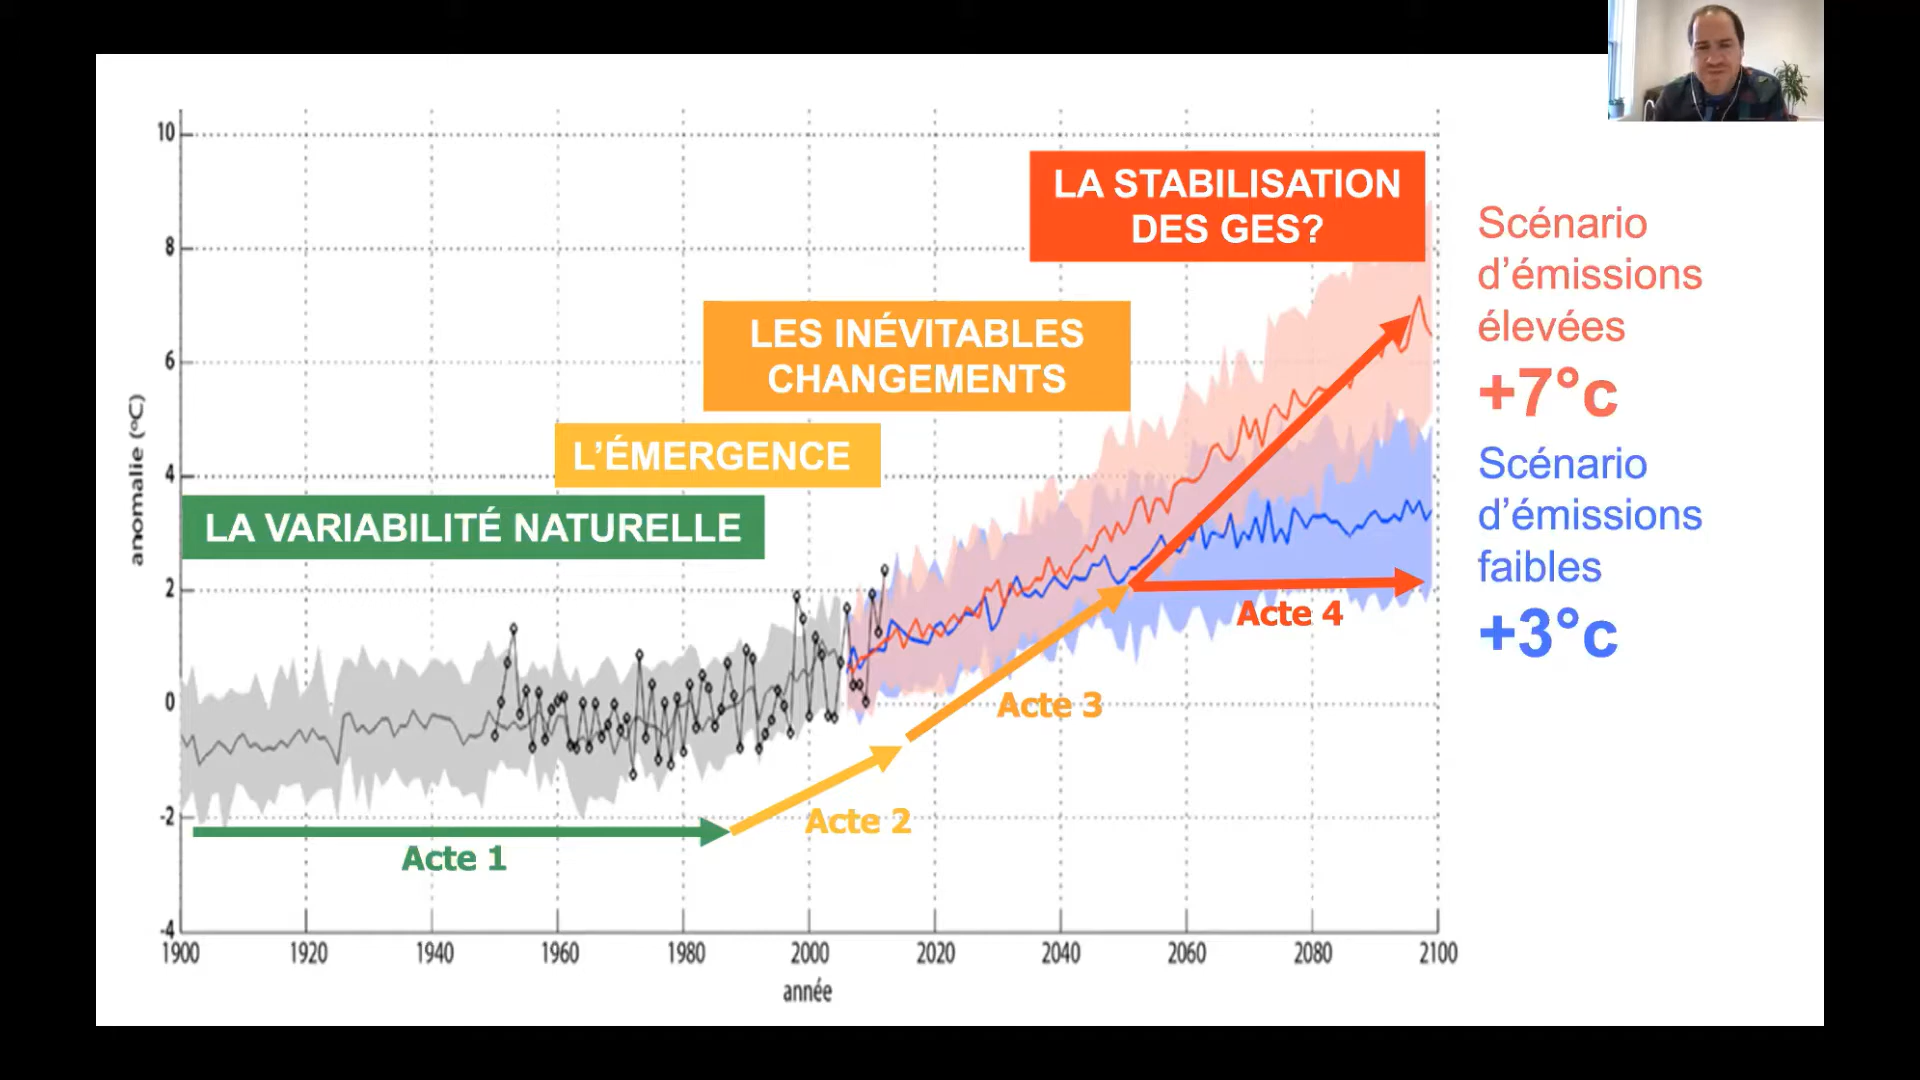 10
8
6
4
2
0
-2
-4
anomalie (°C)
LA STABILISATION
DES GES?
LES INÉVITABLES
CHANGEMENTS
L'ÉMERGENCE
LA VARIABILITÉ NATURELLE
Acte 1
Acte 2
Acte 3
Acte 4
1900 1920 1940 1960 1980 2000 2020 2040 2060 2080 2100
année
Scénario
d'émissions
élevées
+7°c
Scénario
d'émissions
faibles
+3°c